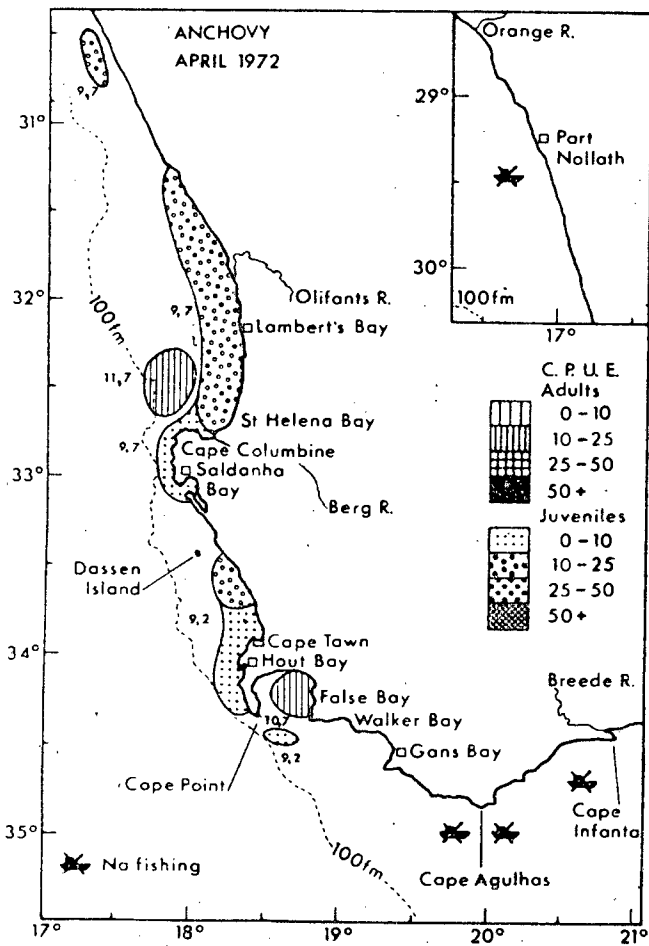 ANCHOVY
APRIL 1972
Orange R.
29°
Part
Nollath
30°
100fm
17°
9,7
31°
32°
33°
34°
35°
100fm
9,7
Olifants R.
Lambert's Bay
11,7
St Helena Bay
9,7
Cape Columbine
Saldanha
Bay
Berg R.
Dassen
Island
9,2
Cape Tawn
Hout Bay
False Bay
Walker Bay
10,7
9,2
Gans Bay
Cape Point
Breede R.
Cape
Infanta
Cape Agulhas
100fm
Na fishing
C. P. U. E.
Adults
0-10
10-25
25-50
50+
Juveniles
0-10
10-25
25-50
50+
17°
18°
19°
20°
21°